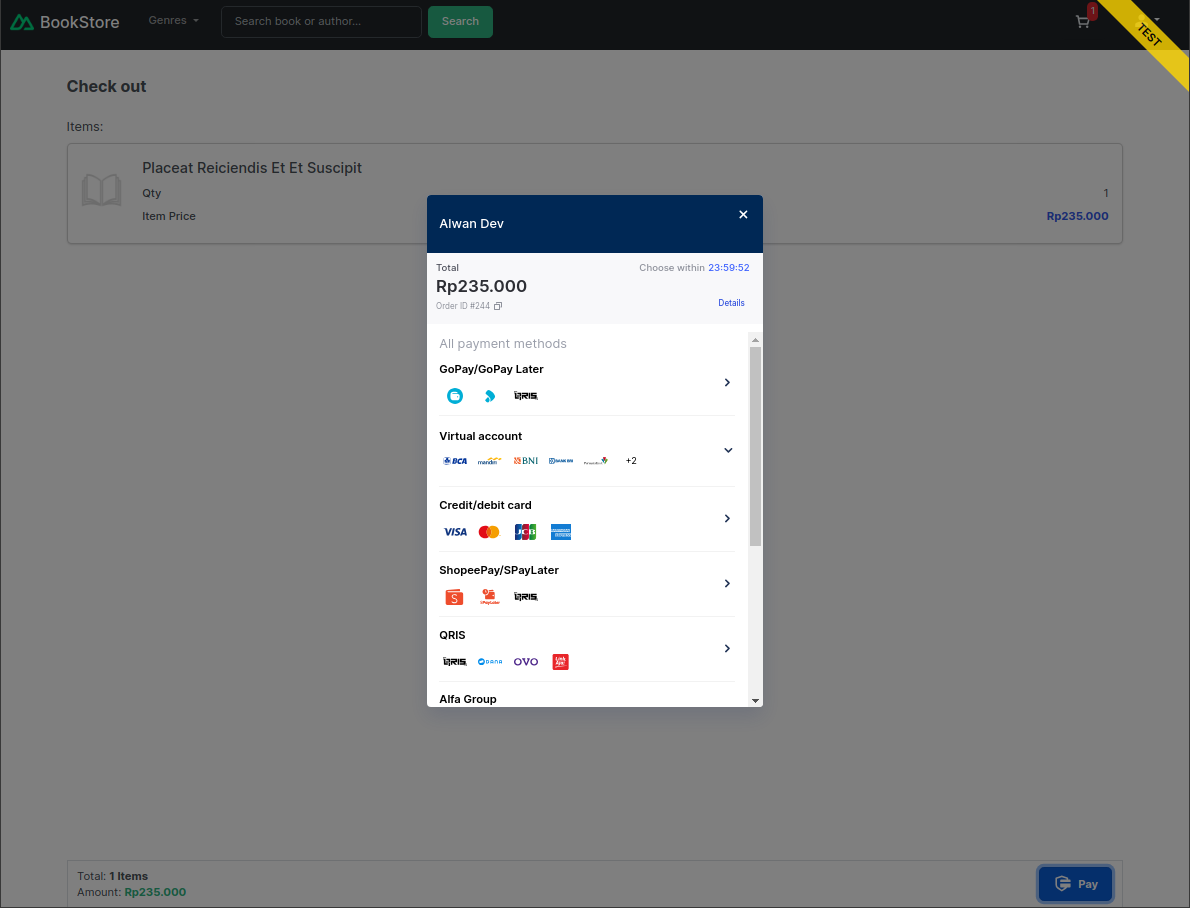 BookStore
Genres
Search book or author...
Search
1
TEST
Check out
Items:
Placeat Reiciendis Et Et Suscipit
Qty 1
Item Price Rp235.000
Alwan Dev
Total Choose within 23:59:52
Rp235.000
Order ID #244 Details
All payment methods
GoPay/GoPay Later
QRIS
Virtual account
BCA mandiri BNI BANK BRI PermataBank +2
Credit/debit card
VISA JCB
ShopeePay/SPayLater
S SPayLater QRIS
QRIS
QRIS DANA OVO LinkAja!
Alfa Group
Total: 1 Items
Amount: Rp235.000
Pay